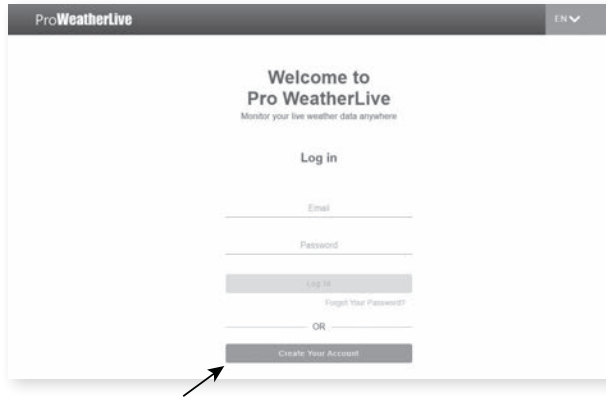 ProWeatherLive
EN
Welcome to
Pro WeatherLive
Monitor your live weather data anywhere
Log in
Email
Password
Log in
Forgot Your Password?
OR
Create Your Account